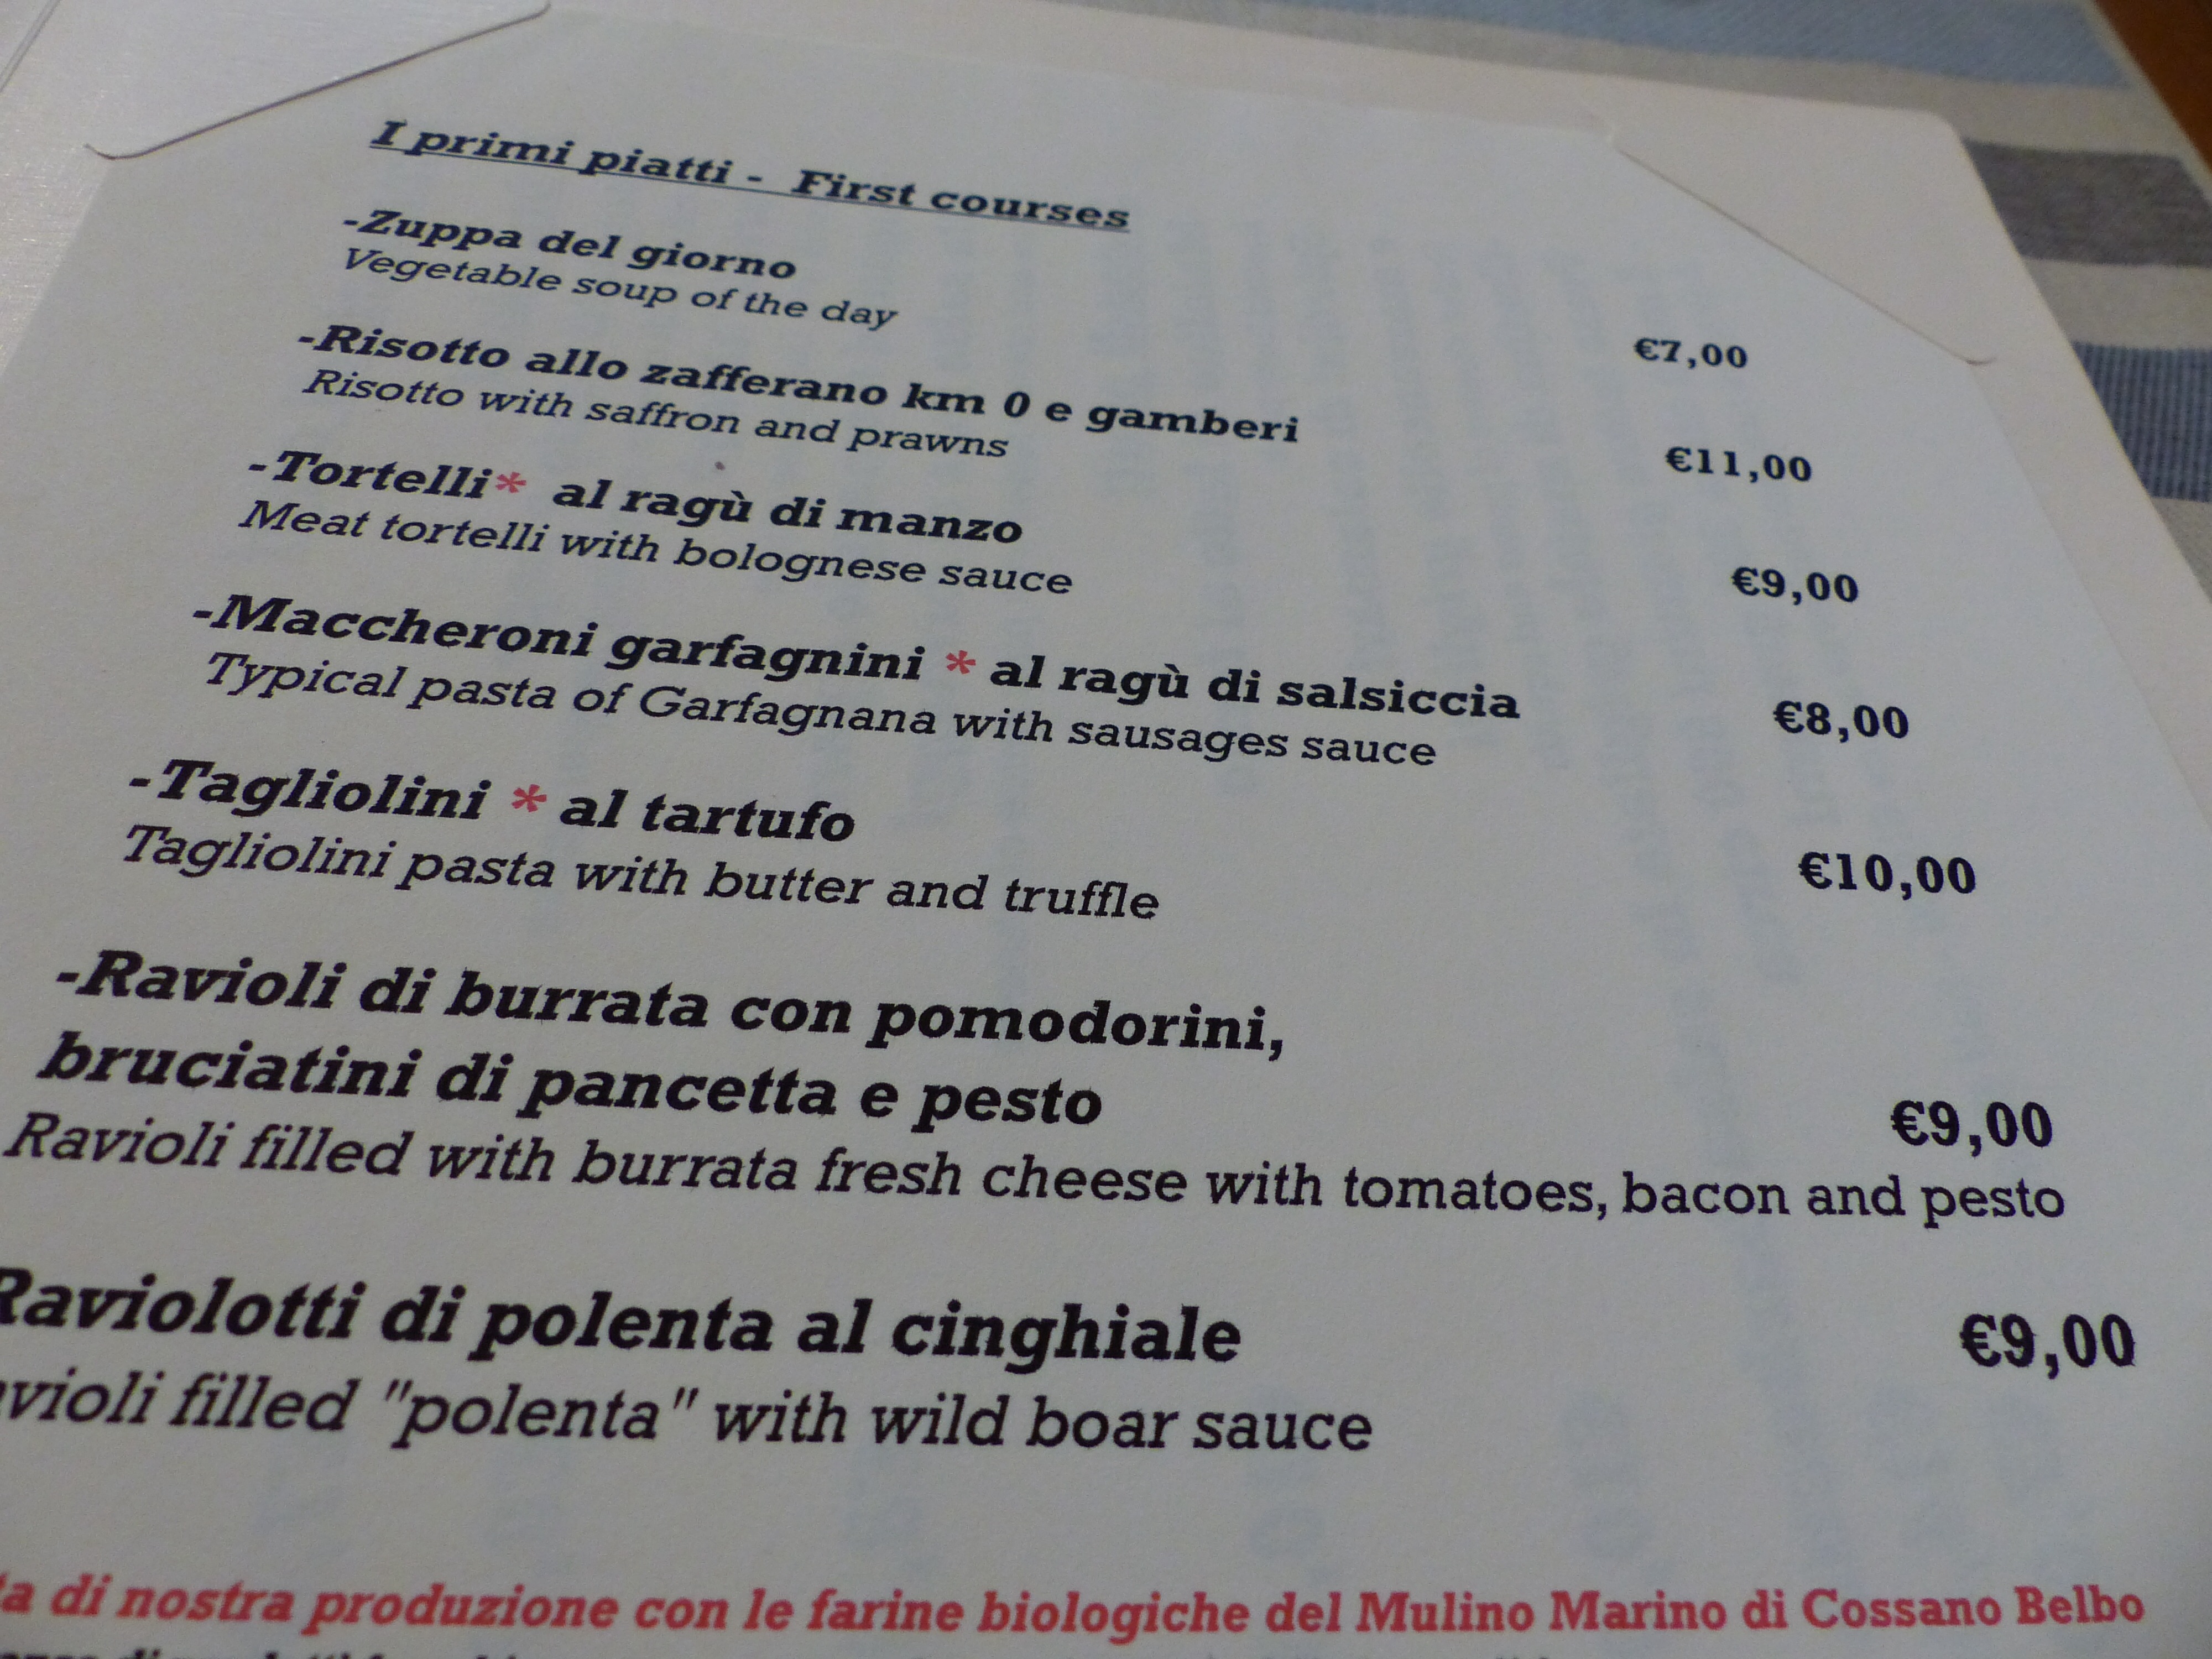 I primi piatti - First courses
-Zuppa del giorno
Vegetable soup of the day
€7,00
-Risotto allo zafferano km 0 e gamberi
Risotto with saffron and prawns
€11,00
-Tortelli* al ragù di manzo
Meat tortelli with bolognese sauce
€9,00
-Maccheroni garfagnini * al ragù di salsiccia
Typical pasta of Garfagnana with sausages sauce
€8,00
-Tagliolini * al tartufo
Tagliolini pasta with butter and truffle
€10,00
-Ravioli di burrata con pomodorini,
bruciatini di pancetta e pesto
€9,00
Ravioli filled with burrata fresh cheese with tomatoes, bacon and pesto
Raviolotti di polenta al cinghiale
€9,00
violi filled "polenta" with wild boar sauce
ta di nostra produzione con le farine biologiche del Mulino Marino di Cossano Belbo